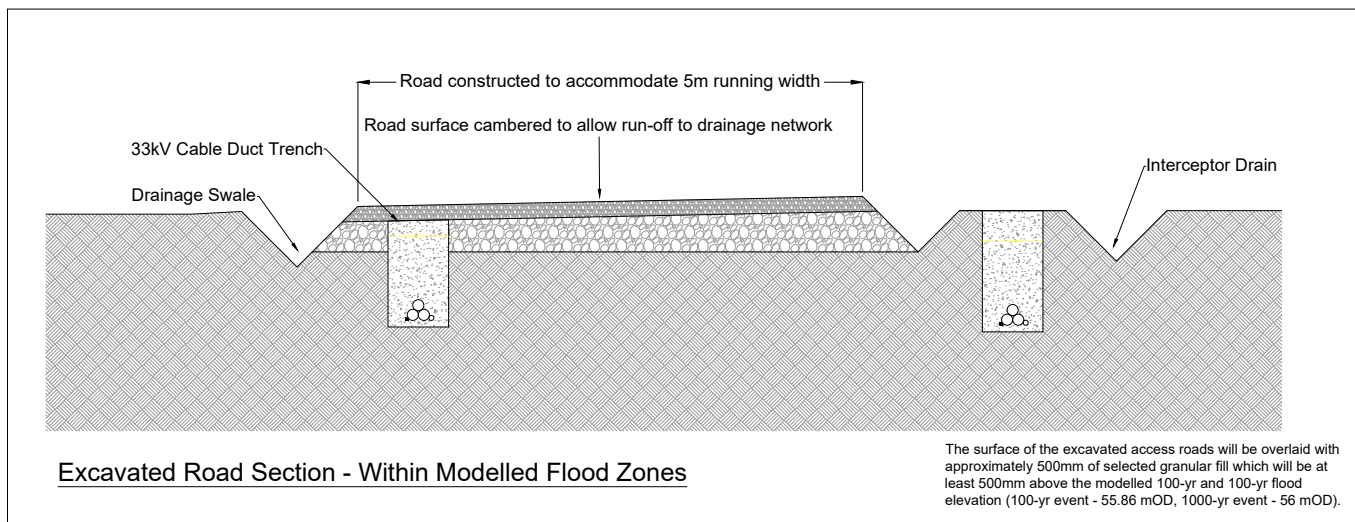 Road constructed to accommodate 5m running width
Road surface cambered to allow run-off to drainage network
33kV Cable Duct Trench
Interceptor Drain
Drainage Swale
Excavated Road Section - Within Modelled Flood Zones
The surface of the excavated access roads will be overlaid with
approximately 500mm of selected granular fill which will be at
least 500mm above the modelled 100-yr and 100-yr flood
elevation (100-yr event - 55.86 mOD, 1000-yr event - 56 mOD).